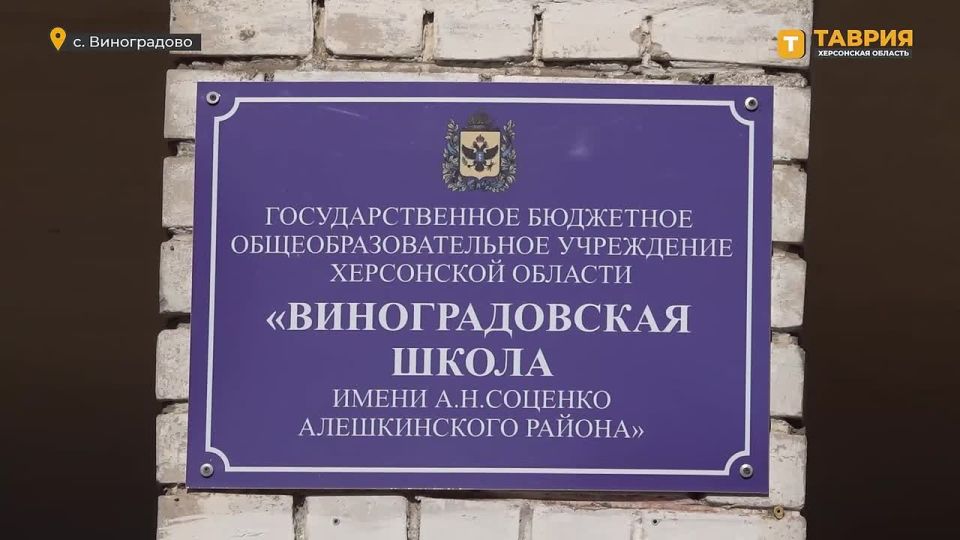 с. Виноградово
ТАВРИЯ
ХЕРСОНСКАЯ ОБЛАСТЬ
ГОСУДАРСТВЕННОЕ БЮДЖЕТНОЕ
ОБЩЕОБРАЗОВАТЕЛЬНОЕ УЧРЕЖДЕНИЕ
ХЕРСОНСКОЙ ОБЛАСТИ
«ВИНОГРАДОВСКАЯ
ШКОЛА
ИМЕНИ А.Н.СОЦЕНКО
АЛЕШКИНСКОГО РАЙОНА»